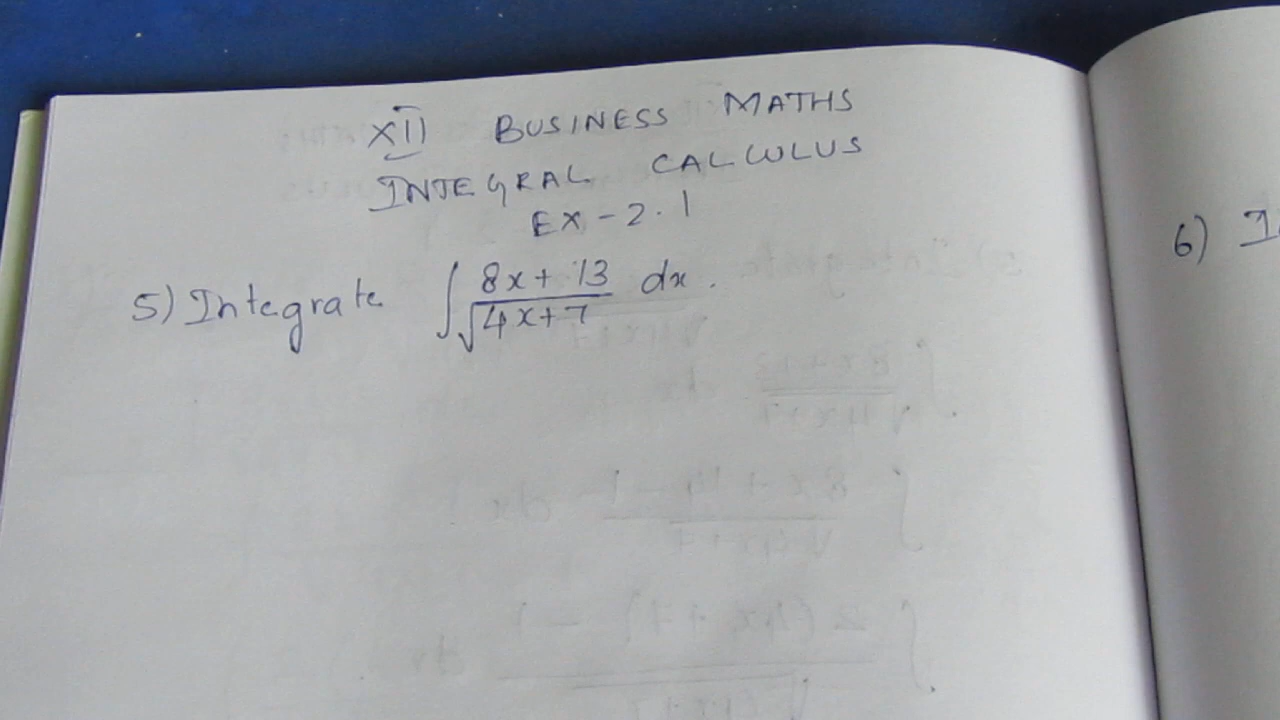 XII BUSINESS MATHS
INTEGRAL CALCULUS
EX-2.1
5) Integrate ∫ (8x+13)/√(4x+7) dx.
6)